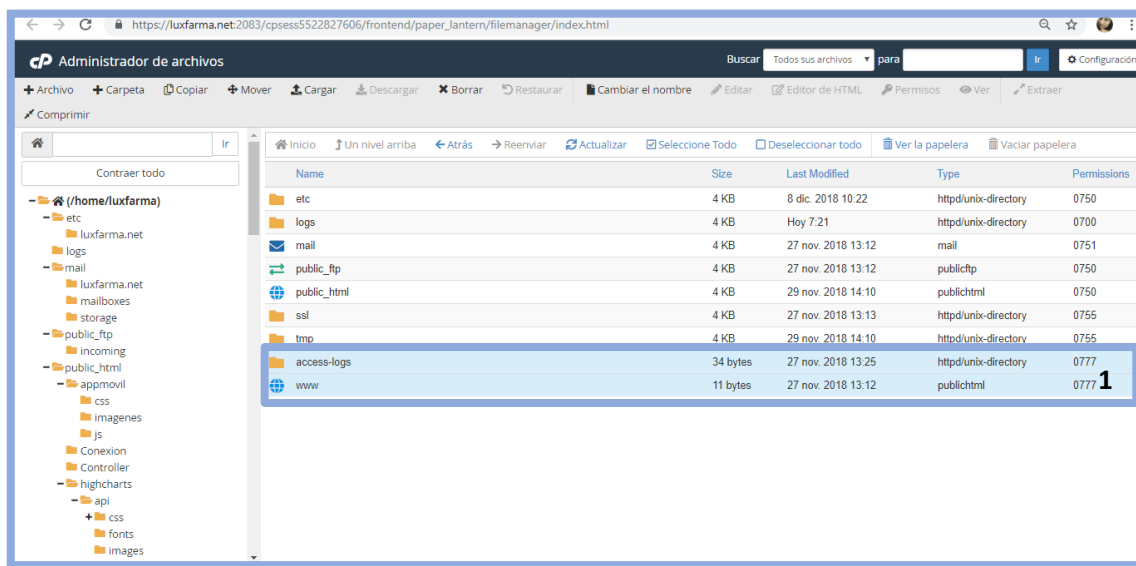 https://luxfarma.net:2083/cpsess5522827606/frontend/paper_lantern/filemanager/index.html
cP Administrador de archivos Buscar Todos sus archivos para Ir Configuración
Archivo Carpeta Copiar Mover Cargar Descargar Borrar Restaurar Cambiar el nombre Editar Editor de HTML Permisos Ver Extraer
Comprimir
Ir Inicio Un nivel arriba Atrás Reenviar Actualizar Seleccione Todo Deseleccionar todo Ver la papelera Vaciar papelera
Contraer todo
Name Size Last Modified Type Permissions
etc 4 KB 8 dic. 2018 10:22 httpd/unix-directory 0750
logs 4 KB Hoy 7:21 httpd/unix-directory 0700
mail 4 KB 27 nov. 2018 13:12 mail 0751
public_ftp 4 KB 27 nov. 2018 13:12 publicftp 0750
public_html 4 KB 29 nov. 2018 14:10 publichtml 0750
ssl 4 KB 27 nov. 2018 13:13 httpd/unix-directory 0755
tmp 4 KB 29 nov. 2018 14:10 httpd/unix-directory 0755
access-logs 34 bytes 27 nov. 2018 13:25 httpd/unix-directory 0777
www 11 bytes 27 nov. 2018 13:12 publichtml 0777
1
(/home/luxfarma)
etc
luxfarma.net
logs
mail
luxfarma.net
mailboxes
storage
public_ftp
incoming
public_html
appmovil
css
imagenes
js
Conexion
Controller
highcharts
api
css
fonts
images